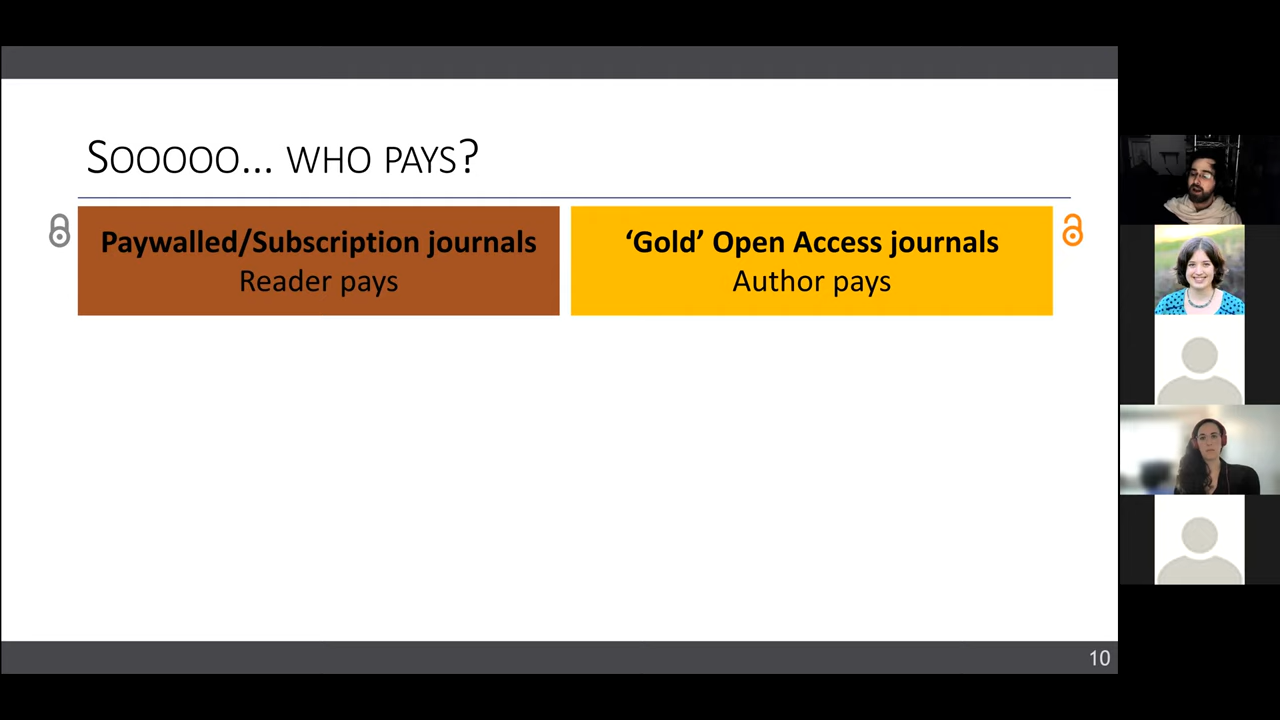 Sooooo... who pays?
Paywalled/Subscription journals
Reader pays
‘Gold’ Open Access journals
Author pays
10